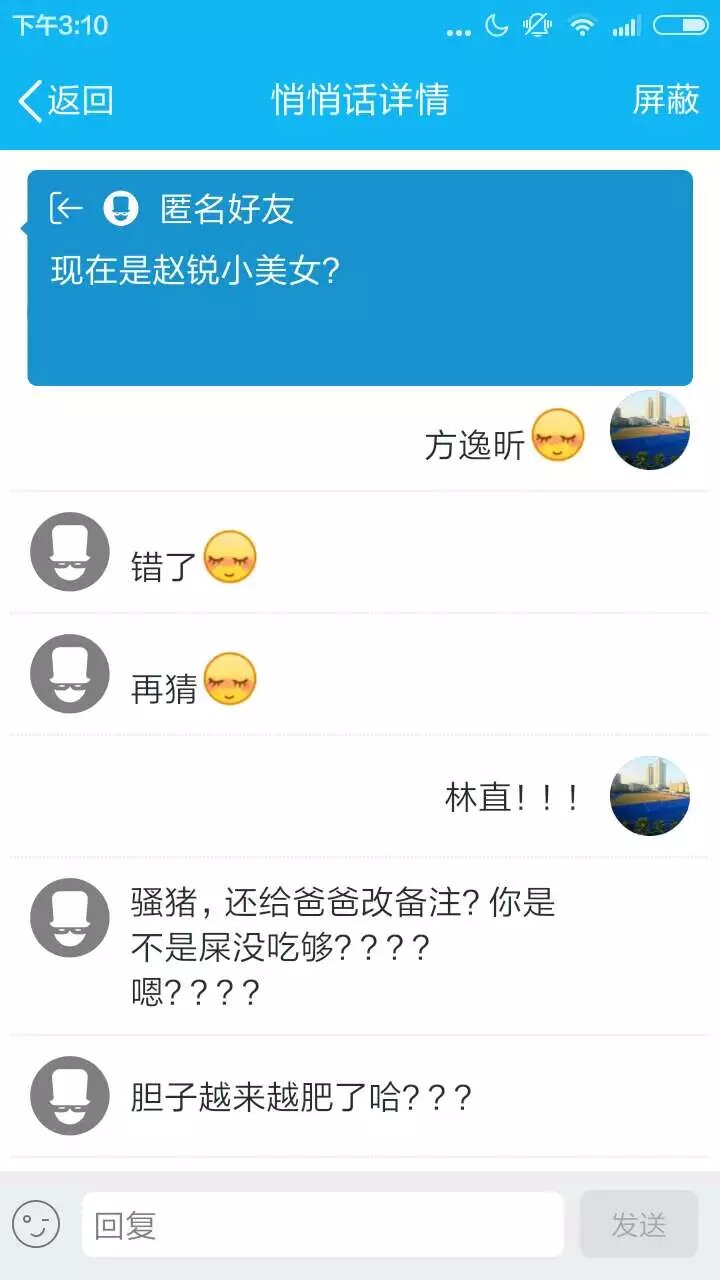 下午3:10
返回
悄悄话详情
屏蔽
匿名好友
现在是赵锐小美女?
方逸昕
错了
再猜
林直！！！
骚猪，还给爸爸改备注？你是
不是屎没吃够？？？？
嗯？？？？
胆子越来越肥了哈？？？
回复
发送